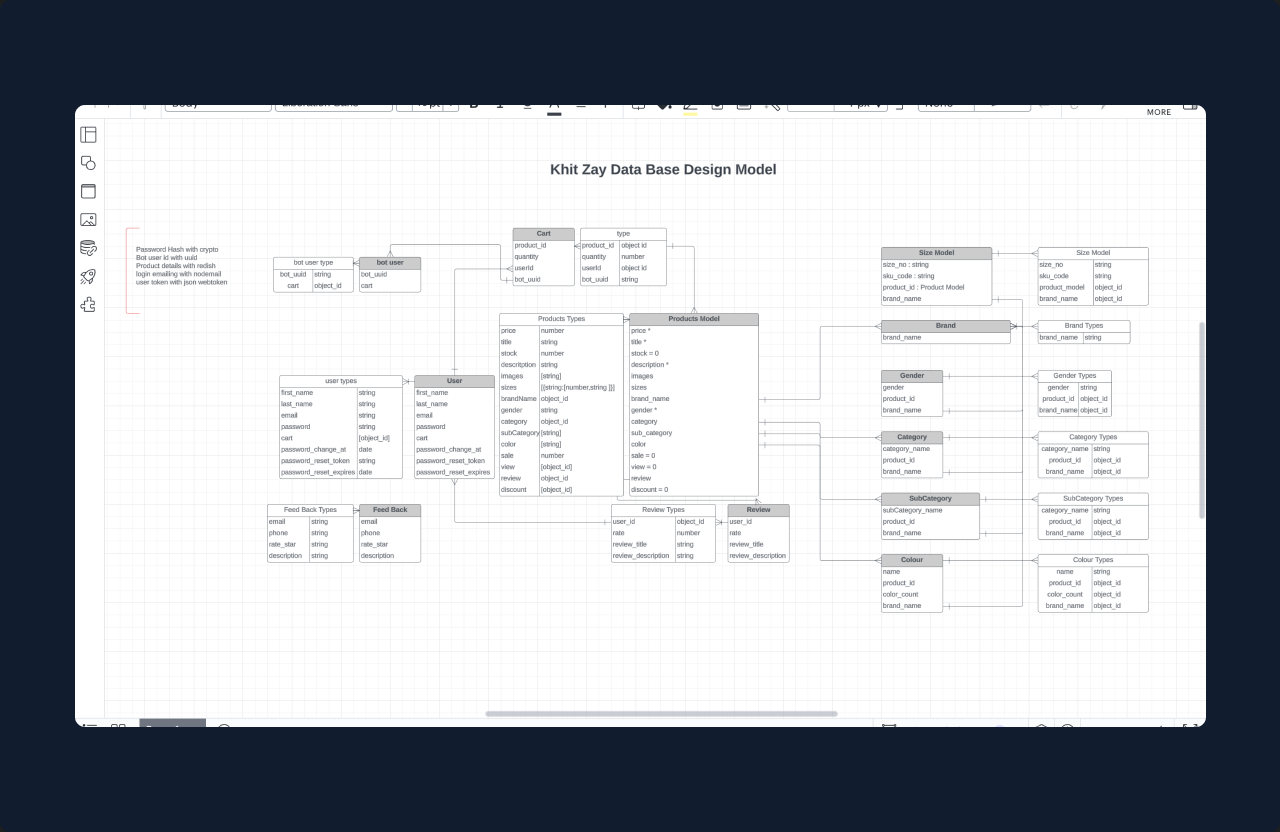 MORE
Khit Zay Data Base Design Model
Password Hash with crypto
Bot user id with uuid
Product details with redish
login emailing with nodemail
user token with json webtoken
bot user type
bot_uuid string
cart object_id
bot user
bot_uuid
cart
Cart
product_id
quantity
userId
bot_uuid
type
product_id object id
quantity number
userId object id
bot_uuid string
Products Types
price number
title string
stock number
descritption string
images [string]
sizes [{string:[number,string ]}]
brandName object_id
gender string
category object_id
subCategory [string]
color [string]
sale number
view [object_id]
review object_id
discount [object_id]
Products Model
price *
title *
stock = 0
description *
images
sizes
brand_name
gender *
category
sub_category
color
sale = 0
view = 0
review
discount = 0
user types
first_name string
last_name string
email string
password string
cart [object_id]
password_change_at date
password_reset_token string
password_reset_expires date
User
first_name
last_name
email
password
cart
password_change_at
password_reset_token
password_reset_expires
Feed Back Types
email string
phone string
rate_star string
description string
Feed Back
email
phone
rate_star
description
Review Types
user_id object_id
rate number
review_title string
review_description string
Review
user_id
rate
review_title
review_description
Size Model
size_no : string
sku_code : string
product_id : Product Model
brand_name
Size Model
size_no string
sku_code string
product_model object_id
brand_name object_id
Brand
brand_name
Brand Types
brand_name string
Gender
gender
product_id
brand_name
Gender Types
gender string
product_id object_id
brand_name object_id
Category
category_name
product_id
brand_name
Category Types
category_name string
product_id object_id
brand_name object_id
SubCategory
subCategory_name
product_id
brand_name
SubCategory Types
category_name string
product_id object_id
brand_name object_id
Colour
name
product_id
color_count
brand_name
Colour Types
name string
product_id object_id
color_count object_id
brand_name object_id